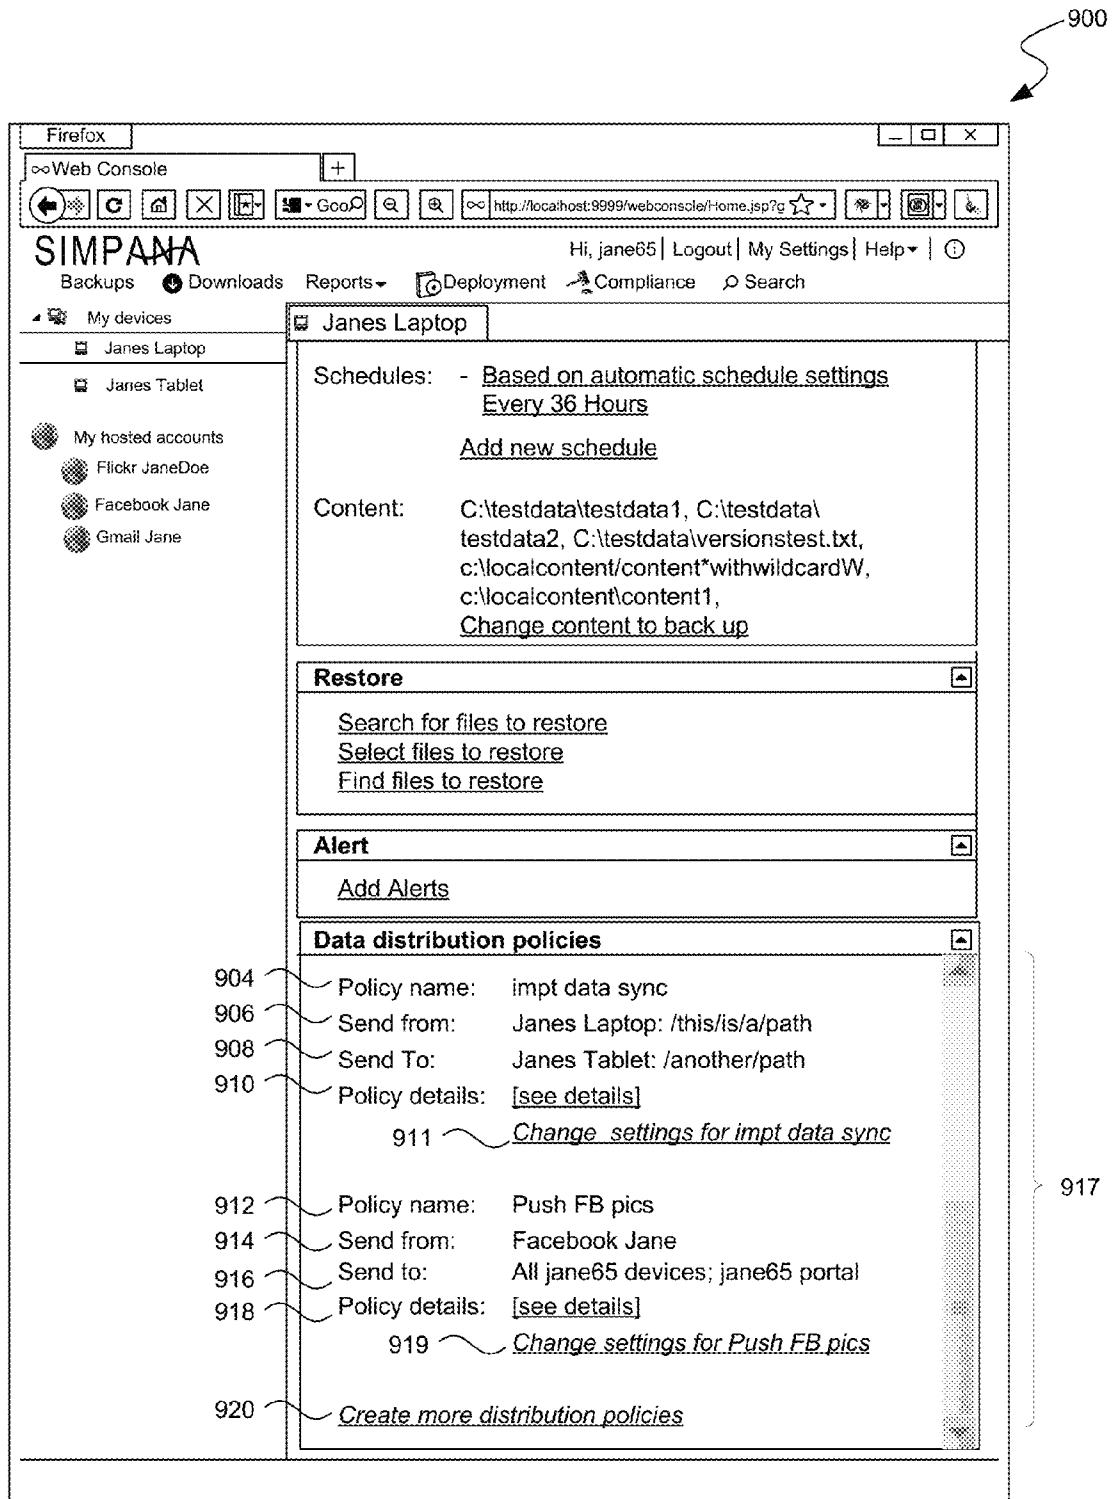 900
Firefox
Web Console
+
Goo
http://localhost:9999/webconsole/Home.jsp?g
SIMPANA
Hi, jane65 | Logout | My Settings | Help
Backups Downloads Reports Deployment Compliance Search
My devices
Janes Laptop
Janes Tablet
My hosted accounts
Flickr JaneDoe
Facebook Jane
Gmail Jane
Janes Laptop
Schedules: - Based on automatic schedule settings
Every 36 Hours
Add new schedule
Content: C:\testdata\testdata1, C:\testdata\
testdata2, C:\testdata\versionstest.txt,
c:\localcontent/content*withwildcardW,
c:\localcontent\content1,
Change content to back up
Restore
Search for files to restore
Select files to restore
Find files to restore
Alert
Add Alerts
Data distribution policies
904 Policy name: impt data sync
906 Send from: Janes Laptop: /this/is/a/path
908 Send To: Janes Tablet: /another/path
910 Policy details: [see details]
911 Change settings for impt data sync
912 Policy name: Push FB pics
917
914 Send from: Facebook Jane
916 Send to: All jane65 devices; jane65 portal
918 Policy details: [see details]
919 Change settings for Push FB pics
920 Create more distribution policies